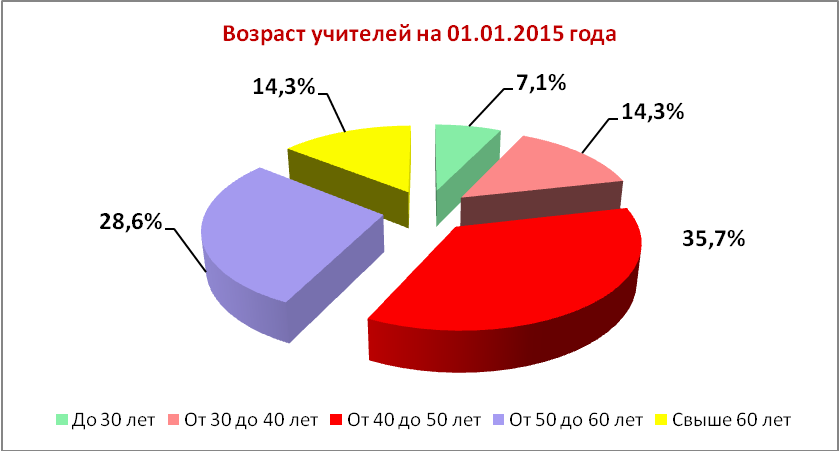 Возраст учителей на 01.01.2015 года
14,3%
7,1%
14,3%
28,6%
35,7%
До 30 лет От 30 до 40 лет От 40 до 50 лет От 50 до 60 лет Свыше 60 лет